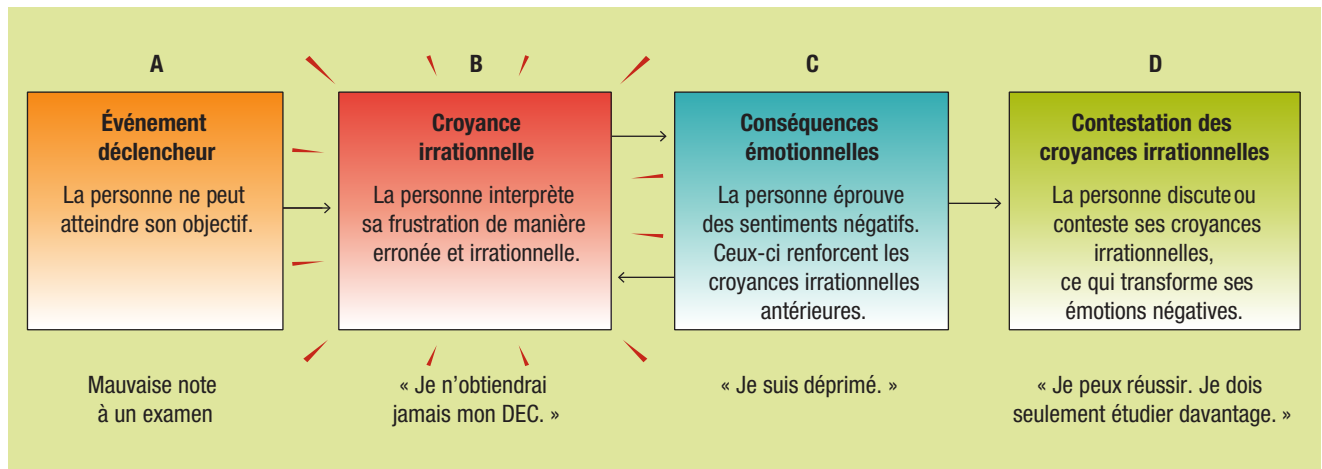 A
Événement
déclencheur
La personne ne peut
atteindre son objectif.
Mauvaise note
à un examen
B
Croyance
irrationnelle
La personne interprète
sa frustration de manière
erronée et irrationnelle.
« Je n’obtiendrai
jamais mon DEC. »
C
Conséquences
émotionnelles
La personne éprouve
des sentiments négatifs.
Ceux-ci renforcent les
croyances irrationnelles
antérieures.
« Je suis déprimé. »
D
Contestation des
croyances irrationnelles
La personne discute ou
conteste ses croyances
irrationnelles,
ce qui transforme ses
émotions négatives.
« Je peux réussir. Je dois
seulement étudier davantage. »